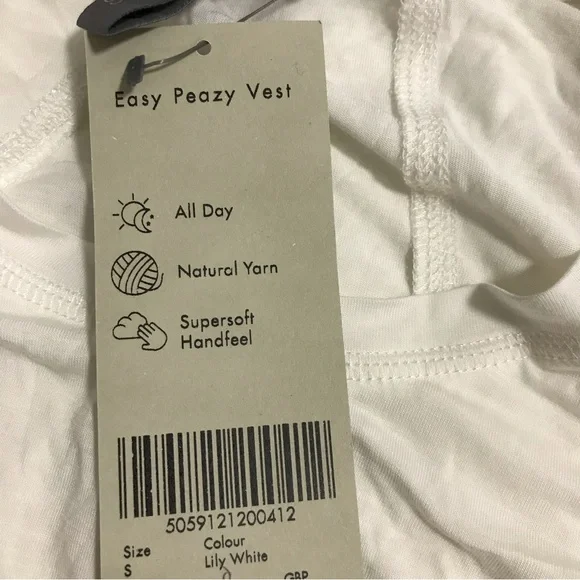 Easy Peazy Vest
All Day
Natural Yarn
Supersoft
Handfeel
5059121200412
Size Colour
S Lily White
GBP